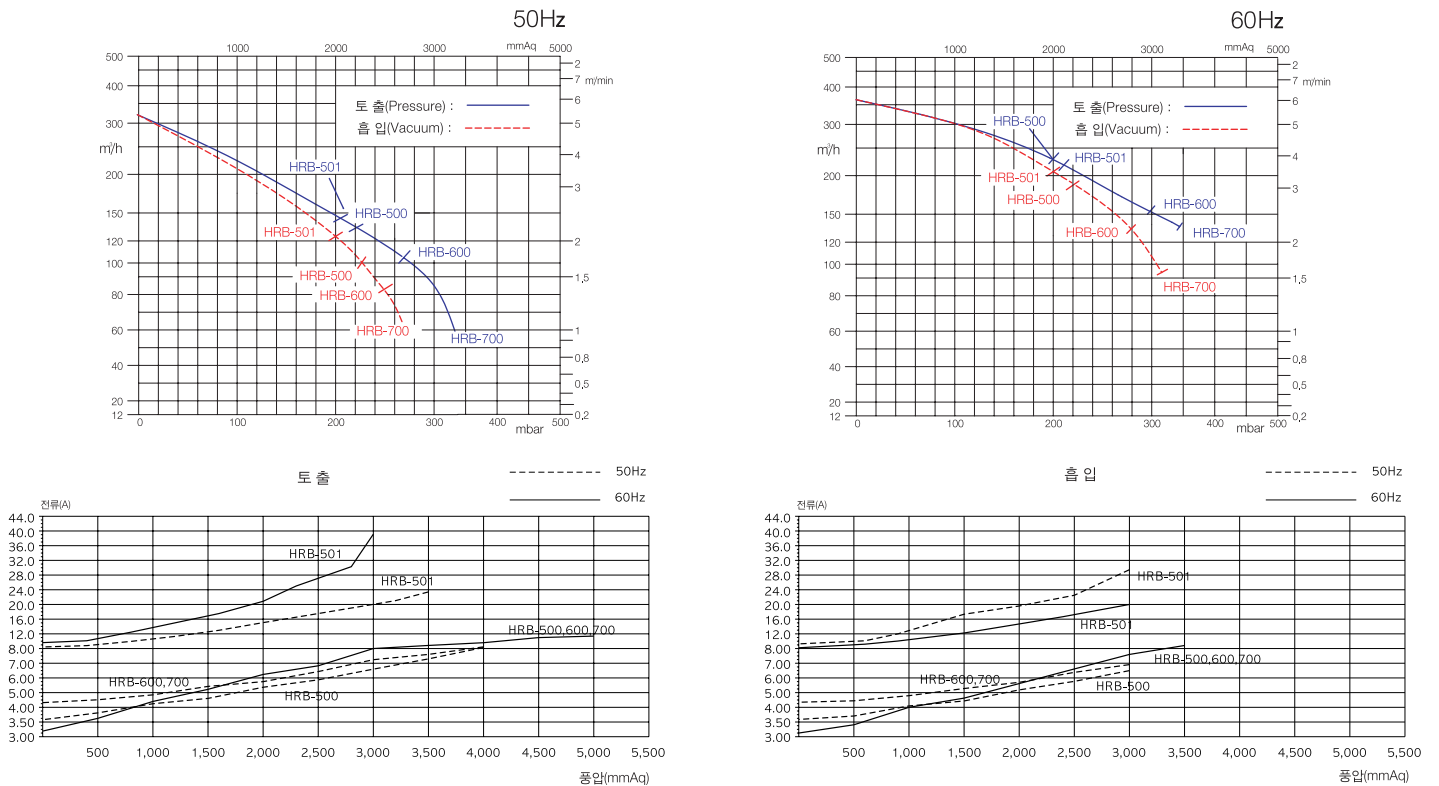 50Hz
1000 2000 3000 mmAq 5000
500
400
300
m³/h
200
150
120
100
80
60
40
20
12
2
7 m/min
6
5
4
3
2
1,5
1
0,8
0,5
0,2
토 출(Pressure) :
흡 입(Vacuum) :
HRB-501
HRB-500
HRB-501
HRB-600
HRB-500
HRB-600
HRB-700
HRB-700
0 100 200 300 400 500
mbar
60Hz
1000 2000 3000 mmAq 5000
500
400
300
m³/h
200
150
120
100
80
60
40
20
12
2
7 m/min
6
5
4
3
2
1,5
1
0,8
0,5
0,2
토 출(Pressure) :
흡 입(Vacuum) :
HRB-500
HRB-501
HRB-501
HRB-500
HRB-600
HRB-600
HRB-700
HRB-700
0 100 200 300 400 500
mbar
토 출
50Hz
60Hz
전류(A)
44.0
40.0
36.0
32.0
28.0
24.0
20.0
16.0
12.0
8.00
7.00
6.00
5.00
4.00
3.50
3.00
HRB-501
HRB-501
HRB-500,600,700
HRB-600,700
HRB-500
500 1,000 1,500 2,000 2,500 3,000 3,500 4,000 4,500 5,000 5,500
풍압(mmAq)
흡 입
50Hz
60Hz
전류(A)
44.0
40.0
36.0
32.0
28.0
24.0
20.0
16.0
12.0
8.00
7.00
6.00
5.00
4.00
3.50
3.00
HRB-501
HRB-501
HRB-500,600,700
HRB-600,700
HRB-500
500 1,000 1,500 2,000 2,500 3,000 3,500 4,000 4,500 5,000 5,500
풍압(mmAq)